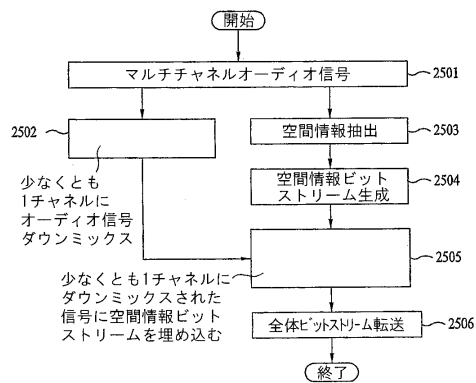 開始
マルチチャネルオーディオ信号
2501
2502
少なくとも
1チャネルに
オーディオ信号
ダウンミックス
空間情報抽出
2503
空間情報ビット
ストリーム生成
2504
2505
少なくとも1チャネルに
ダウンミックスされた
信号に空間情報ビット
ストリームを埋め込む
全体ビットストリーム転送
2506
終了